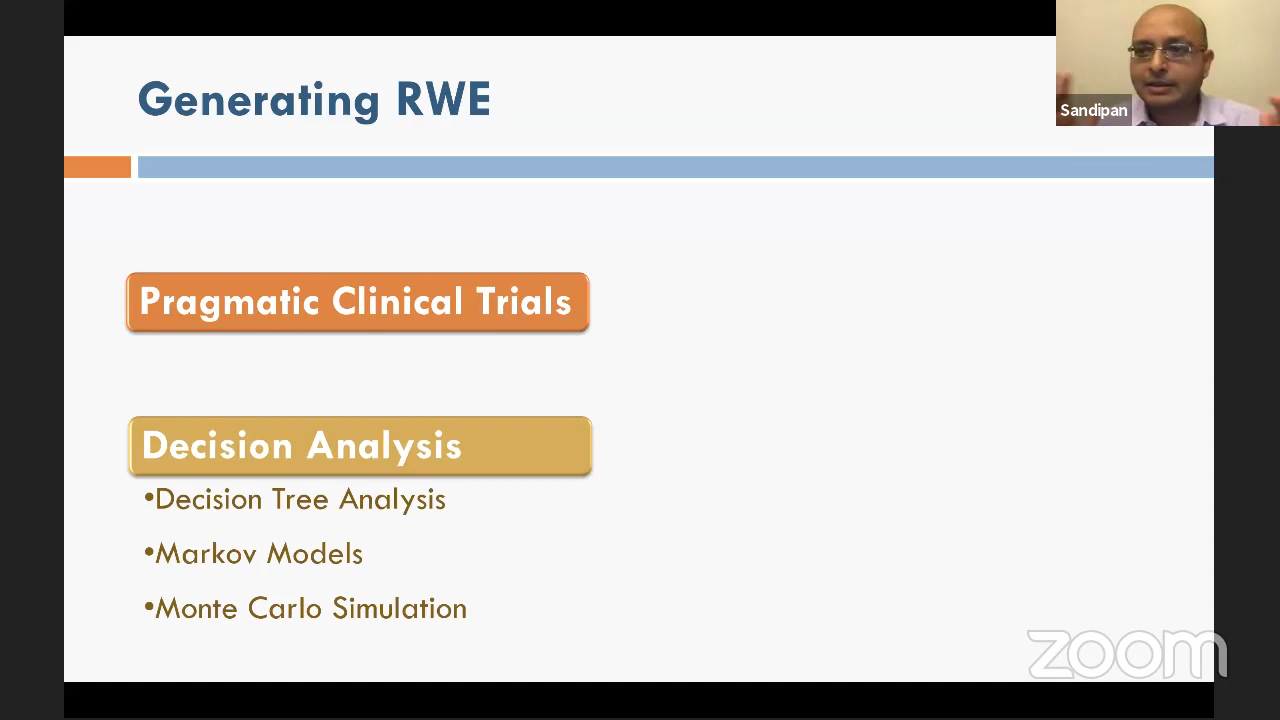 Generating RWE
Sandipan
Pragmatic Clinical Trials
Decision Analysis
•Decision Tree Analysis
•Markov Models
•Monte Carlo Simulation
zoom